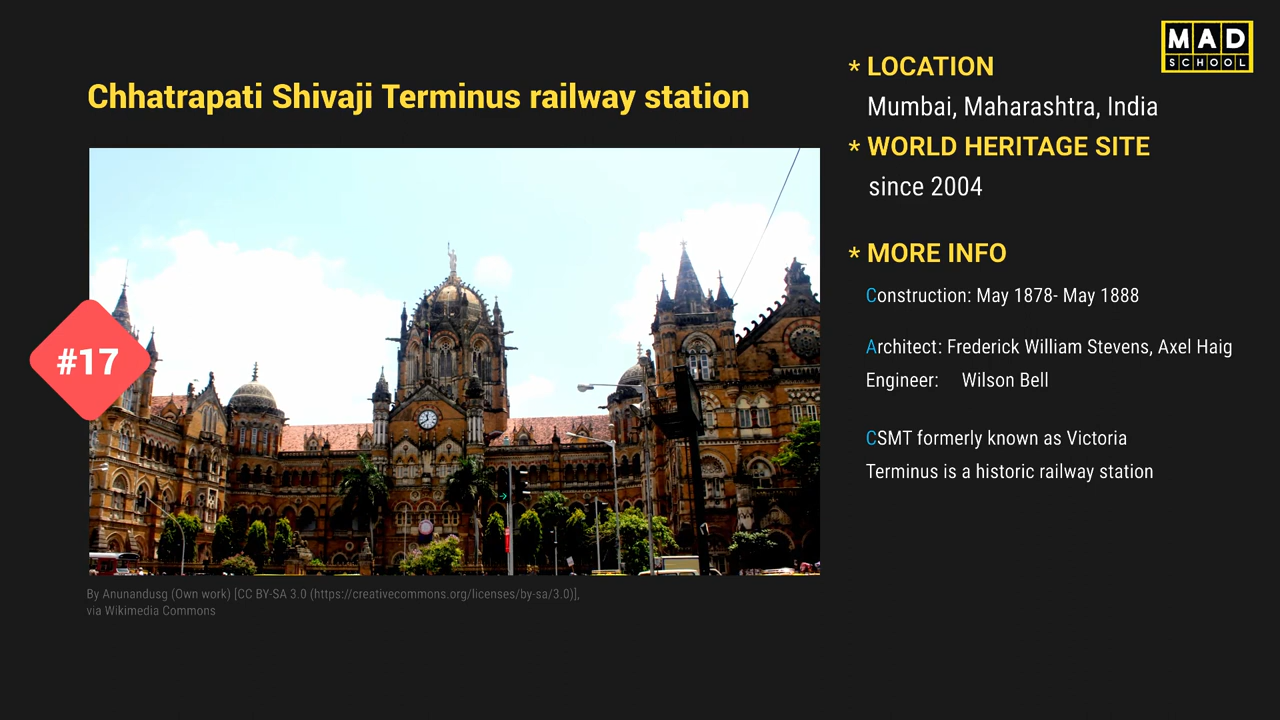 MAD
SCHOOL
Chhatrapati Shivaji Terminus railway station
#17
By Anunandusg (Own work) [CC BY-SA 3.0 (https://creativecommons.org/licenses/by-sa/3.0)],
via Wikimedia Commons
* LOCATION
Mumbai, Maharashtra, India
* WORLD HERITAGE SITE
since 2004
* MORE INFO
Construction: May 1878- May 1888
Architect: Frederick William Stevens, Axel Haig
Engineer: Wilson Bell
CSMT formerly known as Victoria
Terminus is a historic railway station